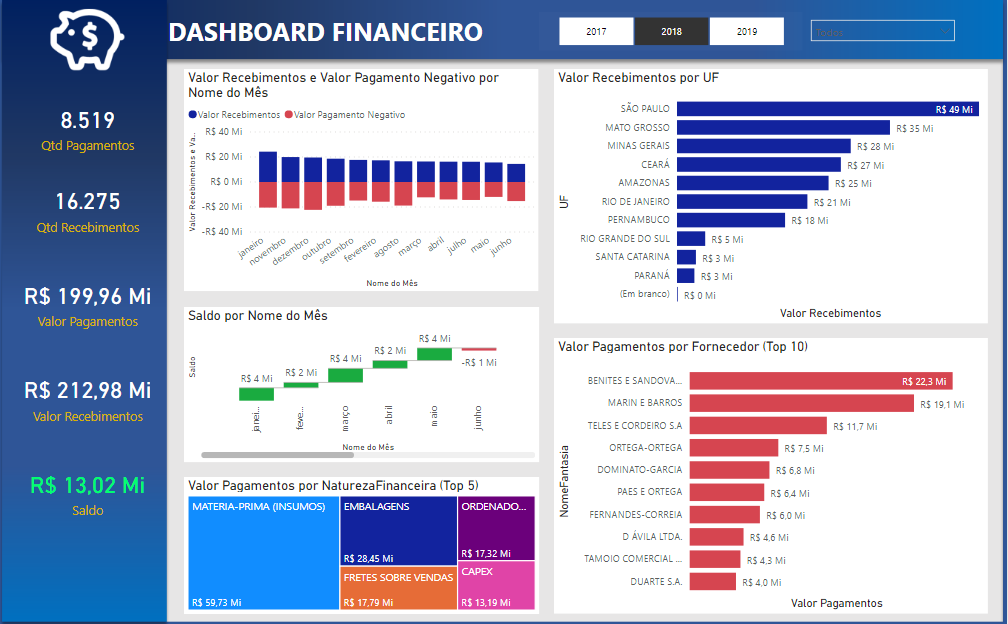 DASHBOARD FINANCEIRO
2017
2018
2019
Todos
$
8.519
Qtd Pagamentos
16.275
Qtd Recebimentos
R$ 199,96 Mi
Valor Pagamentos
R$ 212,98 Mi
Valor Recebimentos
R$ 13,02 Mi
Saldo
Valor Recebimentos e Valor Pagamento Negativo por
Nome do Mês
Valor Recebimentos
Valor Pagamento Negativo
Valor Recebimentos e Va...
R$ 40 Mi
R$ 20 Mi
R$ 0 Mi
-R$ 20 Mi
-R$ 40 Mi
janeiro
novembro
dezembro
outubro
setembro
fevereiro
agosto
março
abril
julho
maio
junho
Nome do Mês
Saldo por Nome do Mês
Saldo
R$ 4 Mi
R$ 2 Mi
R$ 4 Mi
R$ 2 Mi
R$ 4 Mi
-R$ 1 Mi
janei...
feve...
março
abril
maio
junho
Nome do Mês
Valor Pagamentos por NaturezaFinanceira (Top 5)
MATERIA-PRIMA (INSUMOS)
R$ 59,73 Mi
EMBALAGENS
R$ 28,45 Mi
FRETES SOBRE VENDAS
R$ 17,79 Mi
ORDENADO...
R$ 17,32 Mi
CAPEX
R$ 13,19 Mi
Valor Recebimentos por UF
UF
SÃO PAULO R$ 49 Mi
MATO GROSSO R$ 35 Mi
MINAS GERAIS R$ 28 Mi
CEARÁ R$ 27 Mi
AMAZONAS R$ 25 Mi
RIO DE JANEIRO R$ 21 Mi
PERNAMBUCO R$ 18 Mi
RIO GRANDE DO SUL R$ 5 Mi
SANTA CATARINA R$ 3 Mi
PARANÁ R$ 3 Mi
(Em branco) R$ 0 Mi
Valor Recebimentos
Valor Pagamentos por Fornecedor (Top 10)
NomeFantasia
BENITES E SANDOVA... R$ 22,3 Mi
MARIN E BARROS R$ 19,1 Mi
TELES E CORDEIRO S.A R$ 11,7 Mi
ORTEGA-ORTEGA R$ 7,5 Mi
DOMINATO-GARCIA R$ 6,8 Mi
PAES E ORTEGA R$ 6,4 Mi
FERNANDES-CORREIA R$ 6,0 Mi
D ÁVILA LTDA. R$ 4,6 Mi
TAMOIO COMERCIAL ... R$ 4,3 Mi
DUARTE S.A. R$ 4,0 Mi
Valor Pagamentos